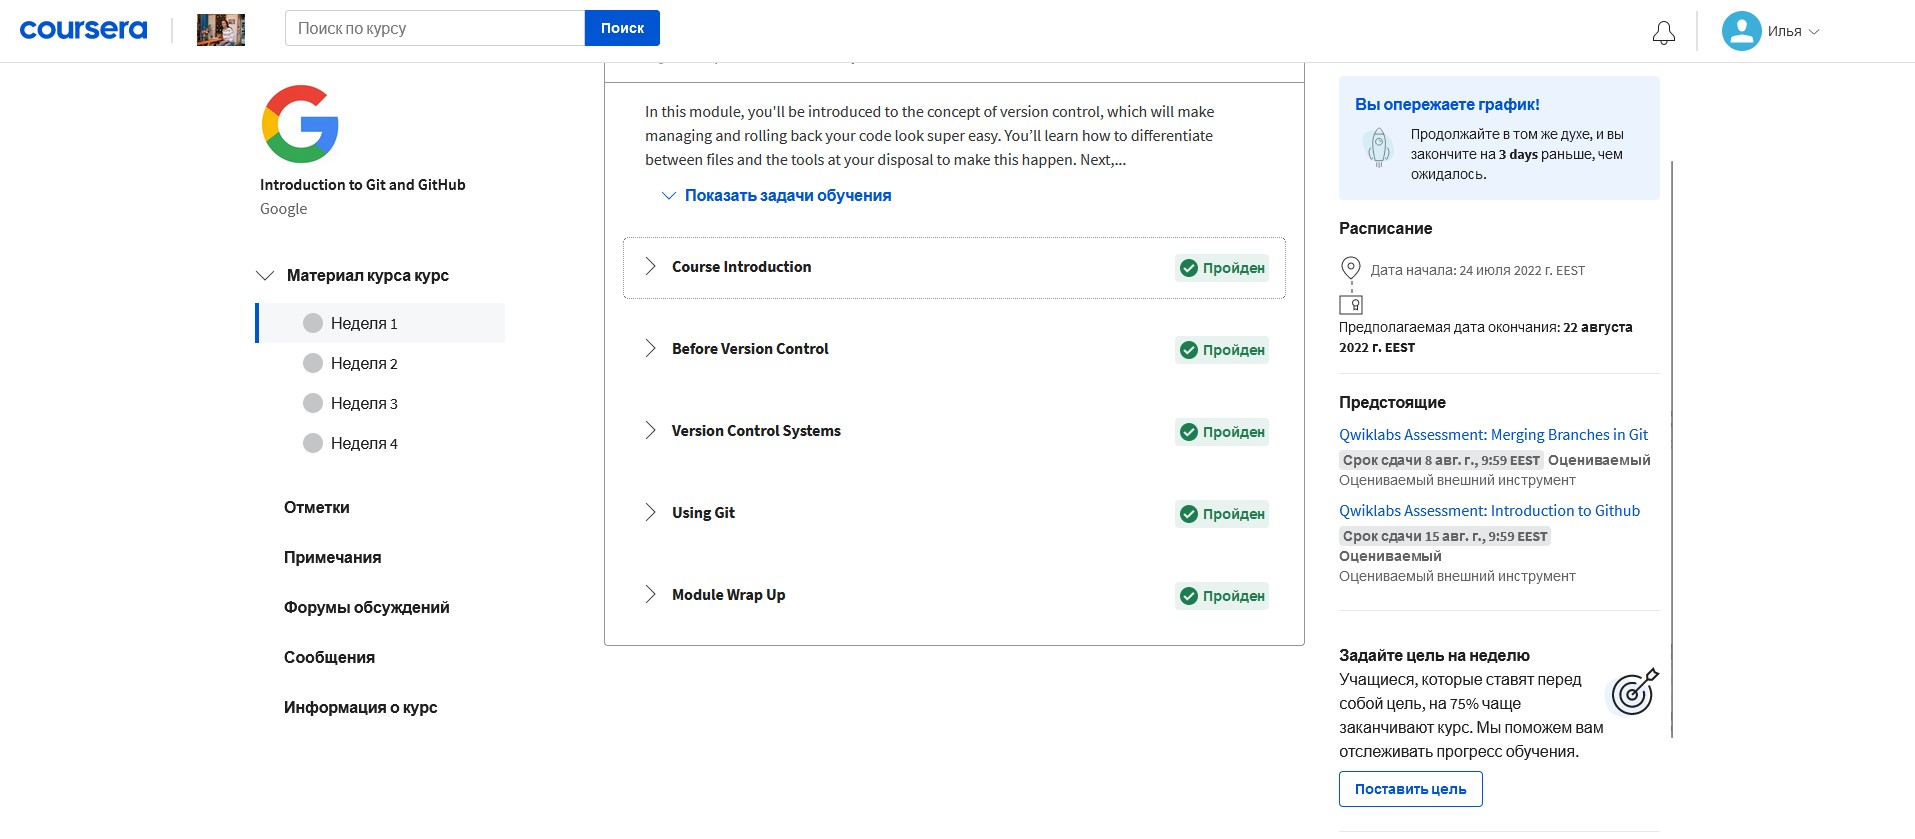 coursera
Поиск по курсу
Поиск
Илья
Introduction to Git and GitHub
Google
Материал курса курс
Неделя 1
Неделя 2
Неделя 3
Неделя 4
Отметки
Примечания
Форумы обсуждений
Сообщения
Информация о курс
In this module, you'll be introduced to the concept of version control, which will make
managing and rolling back your code look super easy. You’ll learn how to differentiate
between files and the tools at your disposal to make this happen. Next,...
Показать задачи обучения
Course Introduction
Пройден
Before Version Control
Пройден
Version Control Systems
Пройден
Using Git
Пройден
Module Wrap Up
Пройден
Вы опережаете график!
Продолжайте в том же духе, и вы
закончите на 3 days раньше, чем
ожидалось.
Расписание
Дата начала: 24 июля 2022 г. EEST
Предполагаемая дата окончания: 22 августа
2022 г. EEST
Предстоящие
Qwiklabs Assessment: Merging Branches in Git
Срок сдачи 8 авг. г., 9:59 EEST Оцениваемый
Оцениваемый внешний инструмент
Qwiklabs Assessment: Introduction to Github
Срок сдачи 15 авг. г., 9:59 EEST
Оцениваемый
Оцениваемый внешний инструмент
Задайте цель на неделю
Учащиеся, которые ставят перед
собой цель, на 75% чаще
заканчивают курс. Мы поможем вам
отслеживать прогресс обучения.
Поставить цель